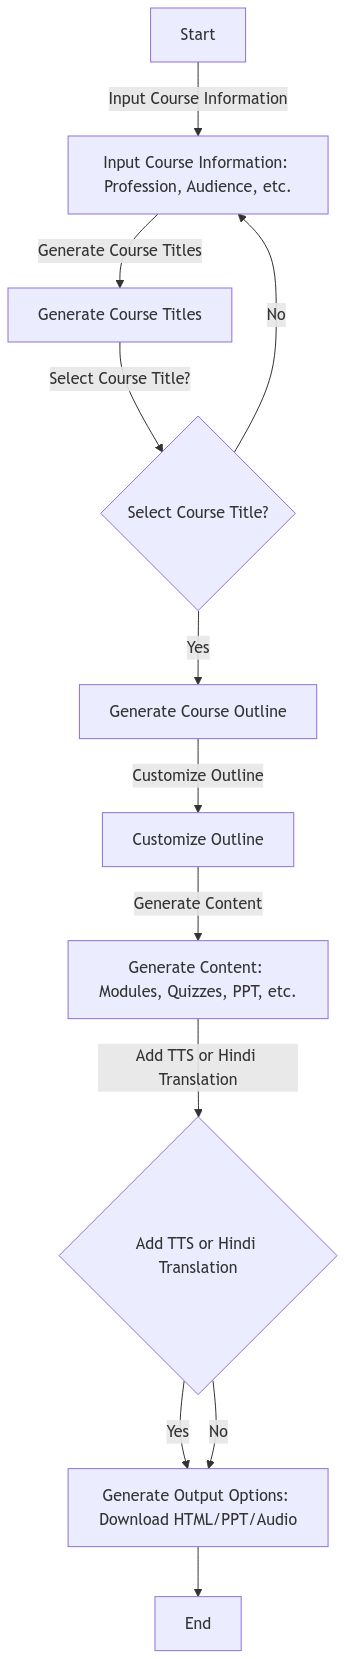 Start
Input Course Information
Input Course Information:
Profession, Audience, etc.
Generate Course Titles
No
Generate Course Titles
Select Course Title?
Select Course Title?
Yes
Generate Course Outline
Customize Outline
Customize Outline
Generate Content
Generate Content:
Modules, Quizzes, PPT, etc.
Add TTS or Hindi
Translation
Add TTS or Hindi
Translation
Yes
No
Generate Output Options:
Download HTML/PPT/Audio
End